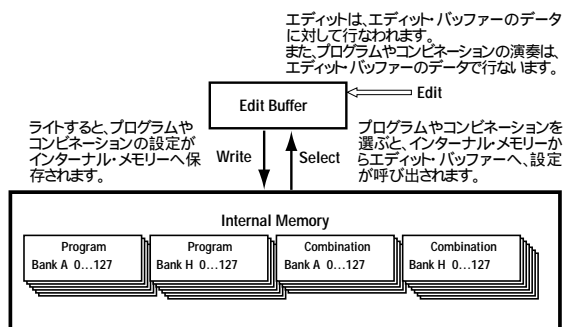 エディットは、エディット・バッファーのデータ
に対して行なわれます。
また、プログラムやコンビネーションの演奏は、
エディット・バッファーのデータで行ないます。
Edit Buffer
Edit
ライトすると、プログラムや
コンビネーションの設定が
インターナル・メモリーへ保
存されます。
Write
Select
プログラムやコンビネーションを
選ぶと、インターナル・メモリーか
らエディット・バッファーへ、設定
が呼び出されます。
Internal Memory
Program
Bank A 0…127
Program
Bank H 0…127
Combination
Bank A 0…127
Combination
Bank H 0…127